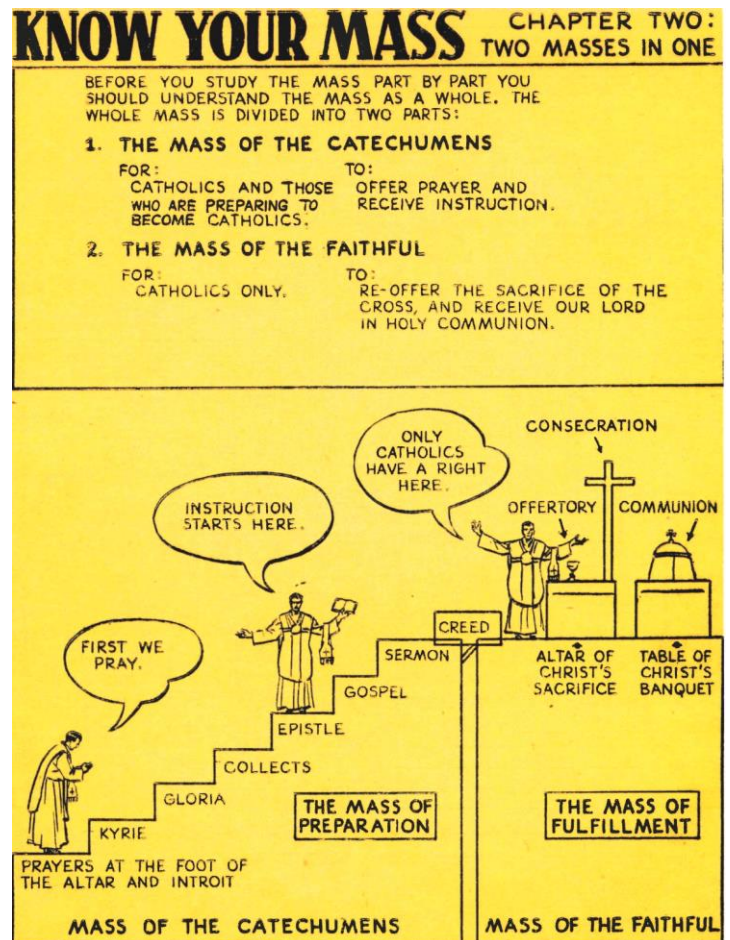 KNOW YOUR MASS
CHAPTER TWO:
TWO MASSES IN ONE
BEFORE YOU STUDY THE MASS PART BY PART YOU
SHOULD UNDERSTAND THE MASS AS A WHOLE. THE
WHOLE MASS IS DIVIDED INTO TWO PARTS:
1. THE MASS OF THE CATECHUMENS
FOR:
CATHOLICS AND THOSE
WHO ARE PREPARING TO
BECOME CATHOLICS.
TO:
OFFER PRAYER AND
RECEIVE INSTRUCTION.
2. THE MASS OF THE FAITHFUL
FOR:
CATHOLICS ONLY.
TO:
RE-OFFER THE SACRIFICE OF THE
CROSS, AND RECEIVE OUR LORD
IN HOLY COMMUNION.
FIRST WE
PRAY.
INSTRUCTION
STARTS HERE.
ONLY
CATHOLICS
HAVE A RIGHT
HERE.
CONSECRATION
OFFERTORY
COMMUNION
CREED
SERMON
GOSPEL
EPISTLE
COLLECTS
GLORIA
KYRIE
PRAYERS AT THE FOOT OF
THE ALTAR AND INTROIT
ALTAR OF
CHRIST'S
SACRIFICE
TABLE OF
CHRIST'S
BANQUET
THE MASS OF
PREPARATION
THE MASS OF
FULFILLMENT
MASS OF THE CATECHUMENS
MASS OF THE FAITHFUL